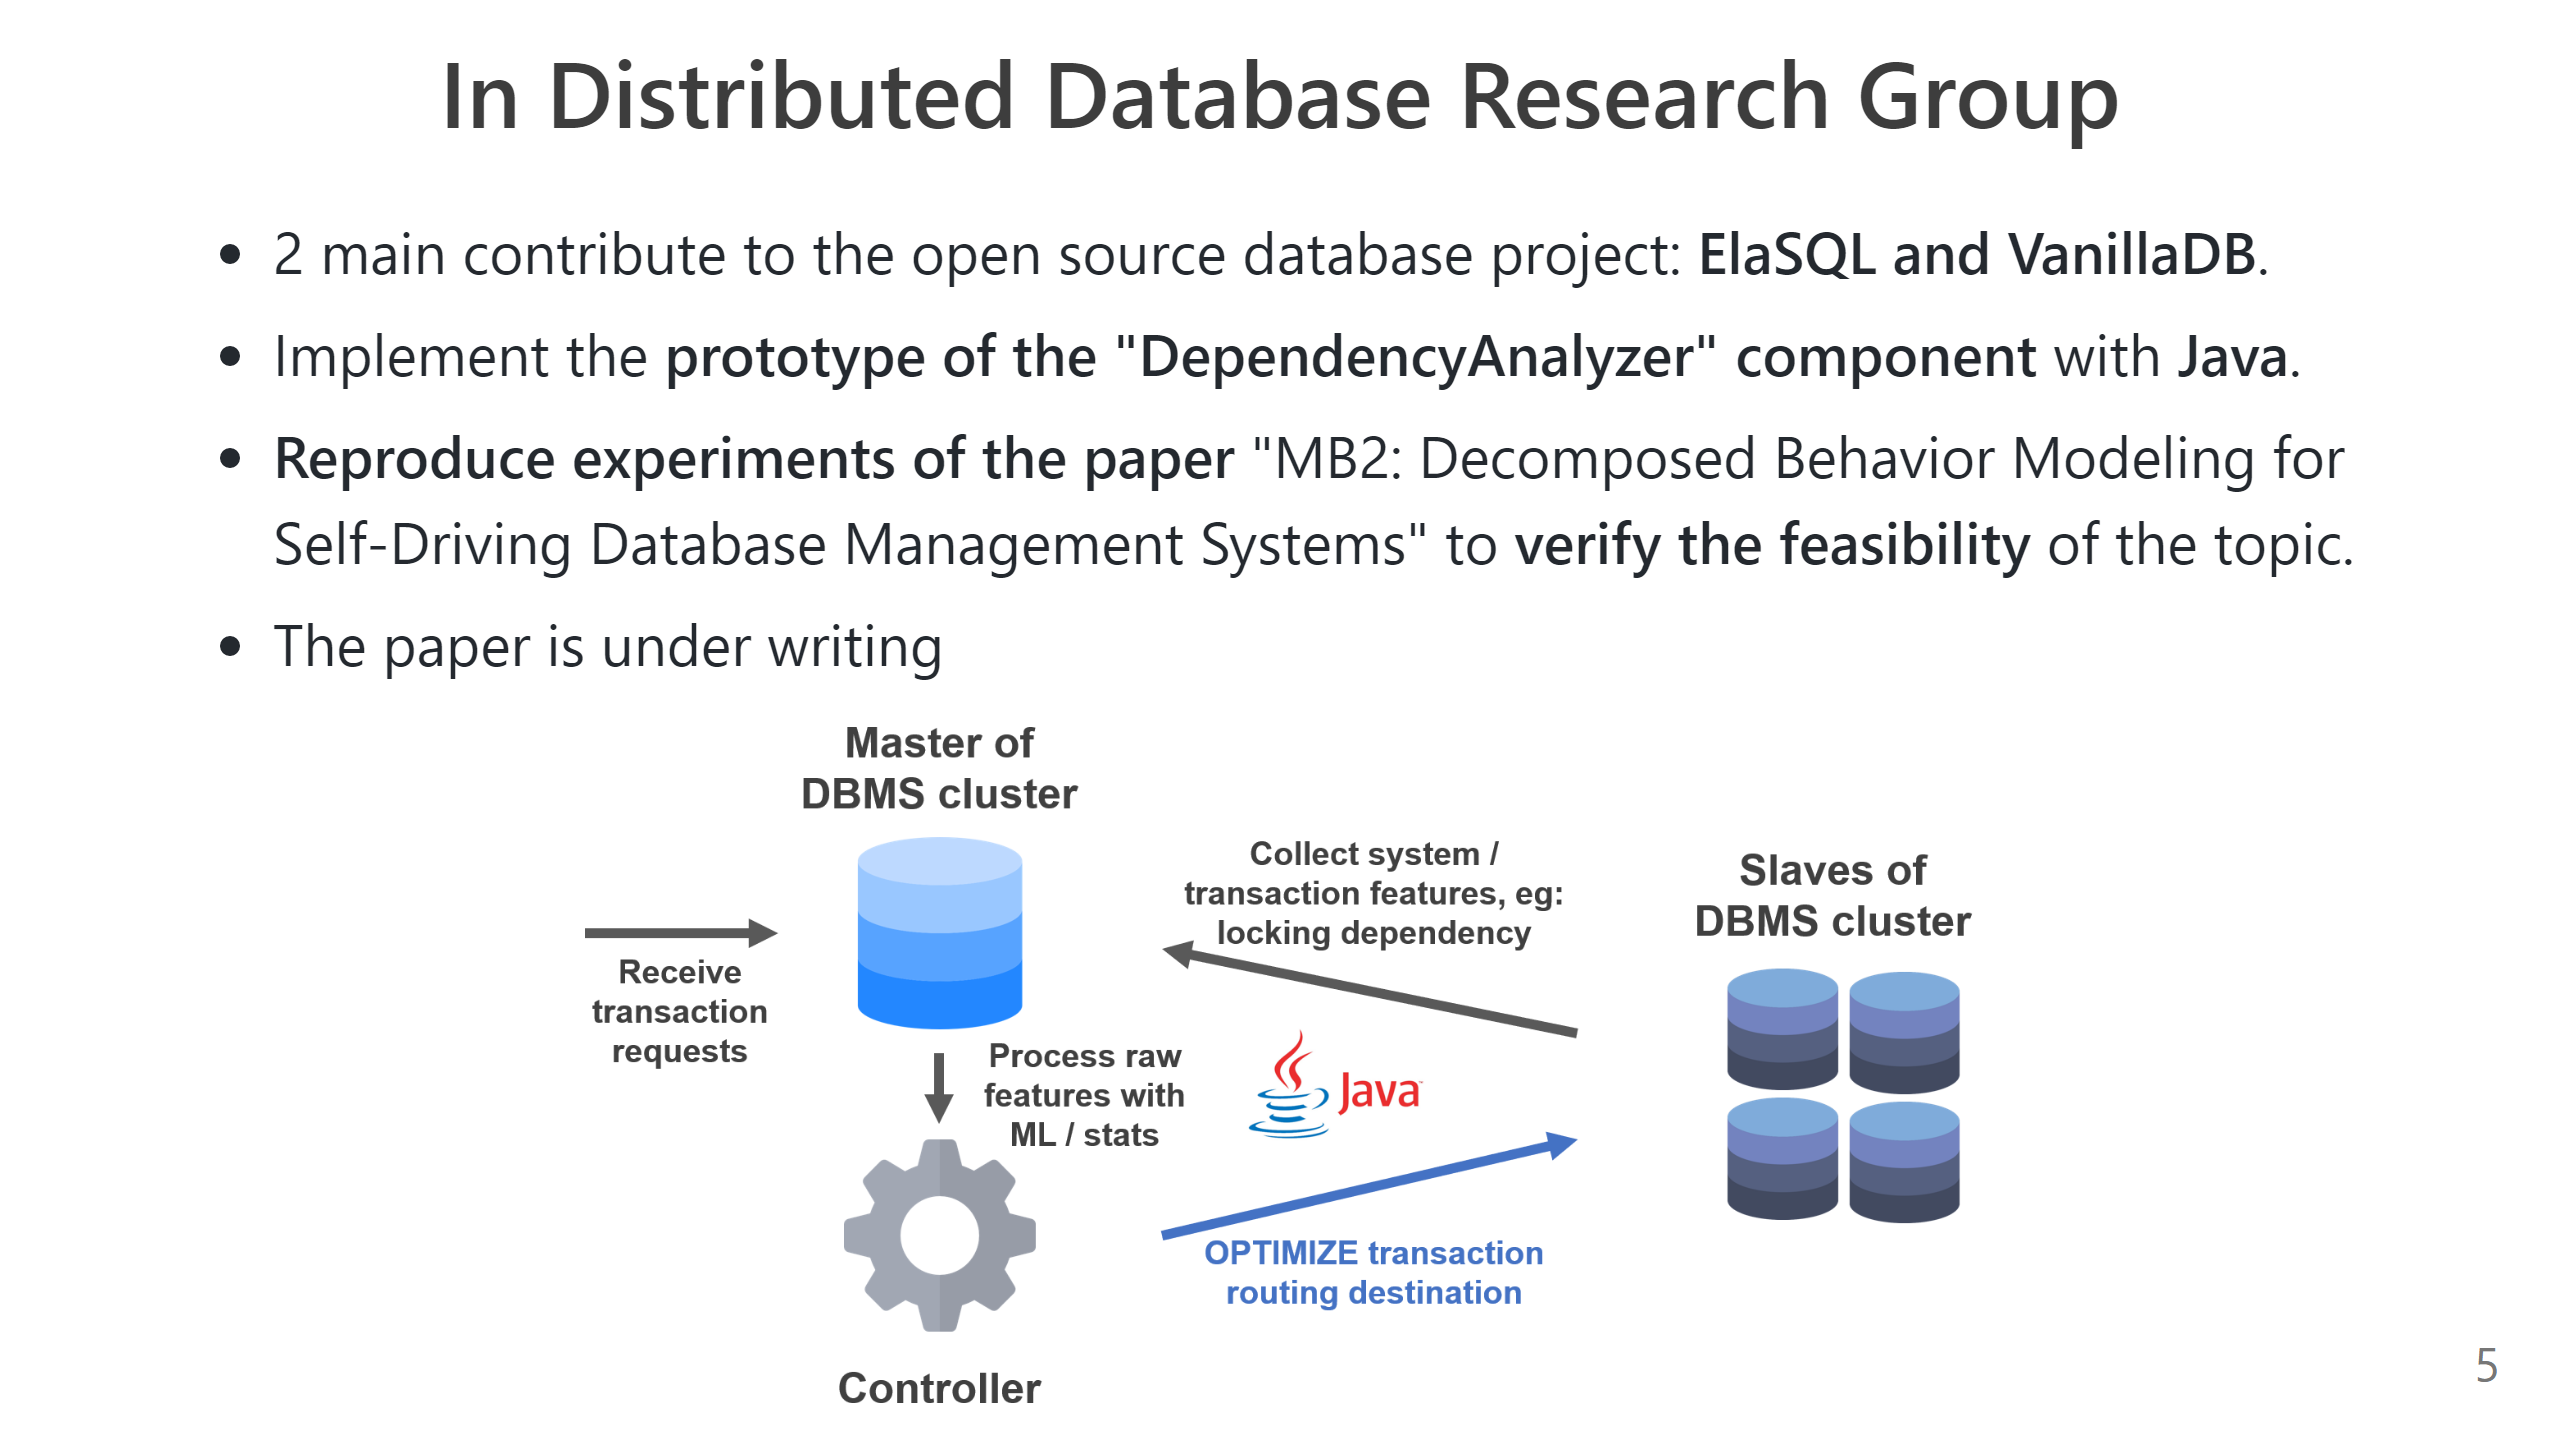 In Distributed Database Research Group
• 2 main contribute to the open source database project: ElaSQL and VanillaDB.
• Implement the prototype of the "DependencyAnalyzer" component with Java.
• Reproduce experiments of the paper "MB2: Decomposed Behavior Modeling for
Self-Driving Database Management Systems" to verify the feasibility of the topic.
• The paper is under writing
Master of
DBMS cluster
Receive
transaction
requests
Collect system /
transaction features, eg:
locking dependency
Slaves of
DBMS cluster
Process raw
features with
ML / stats
Java
OPTIMIZE transaction
routing destination
Controller
5